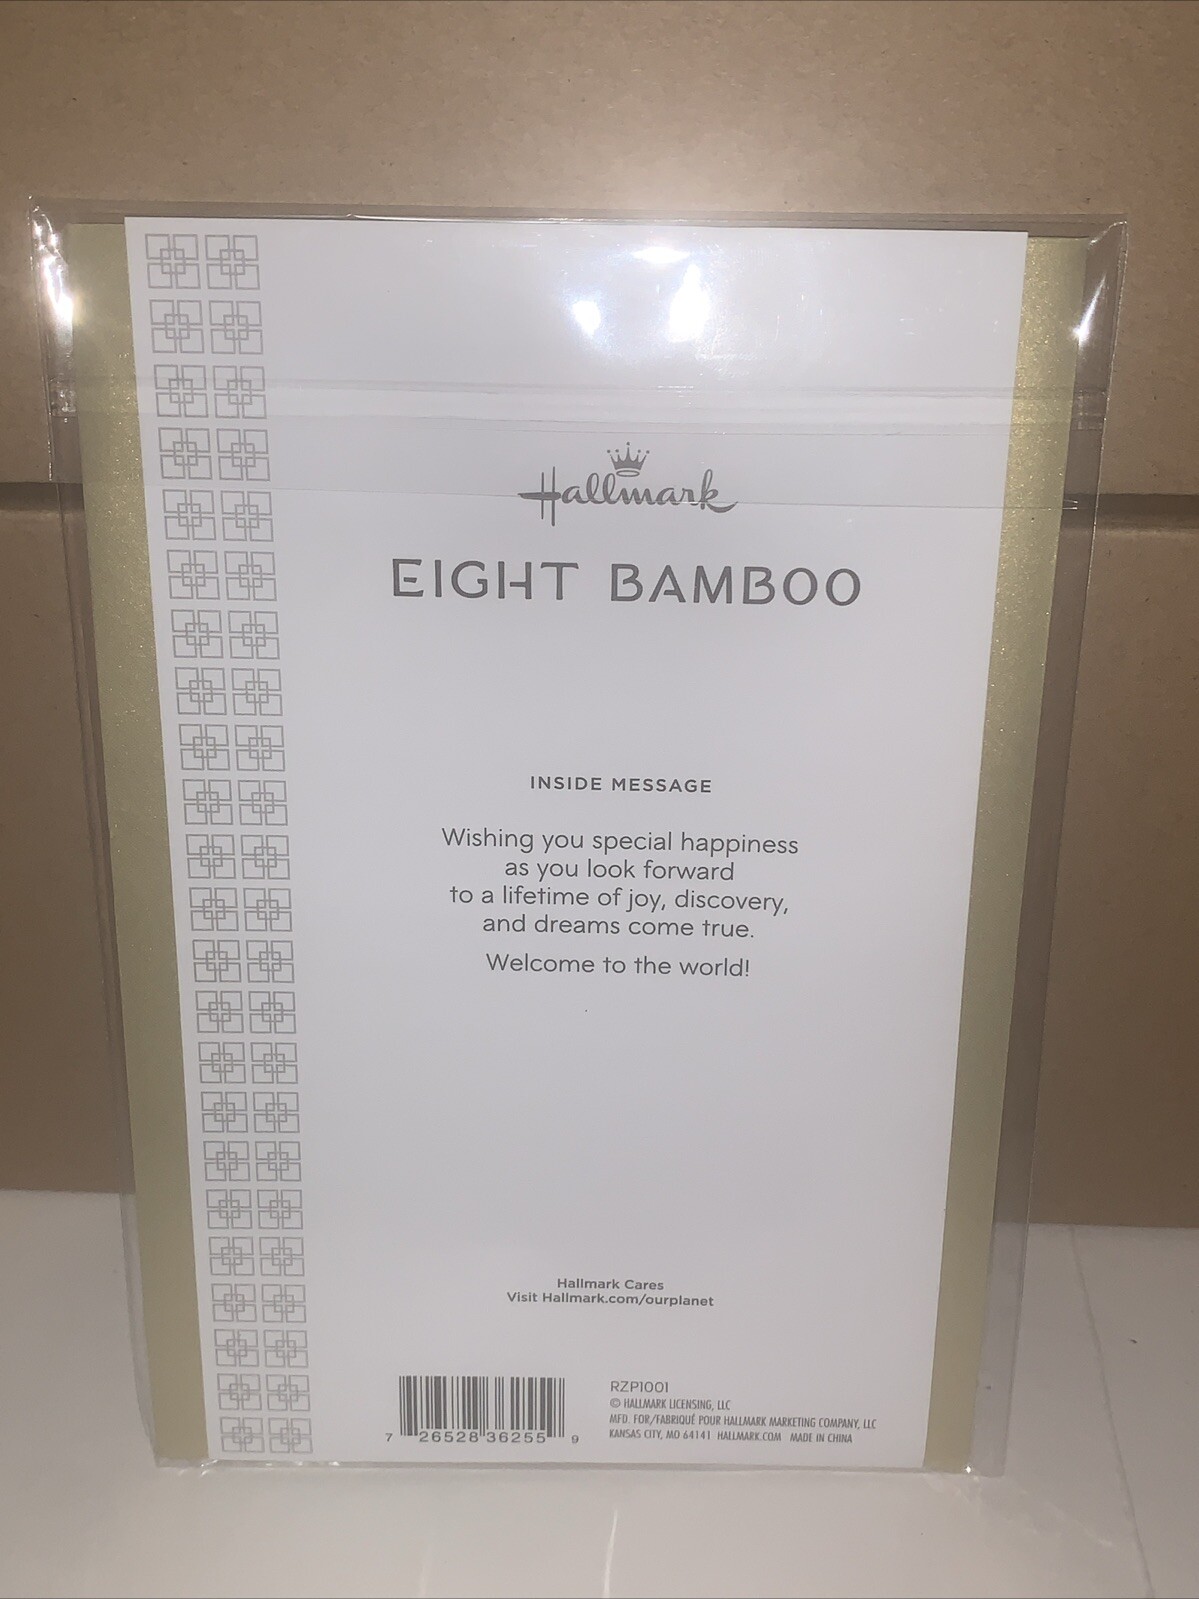 Hallmark
EIGHT BAMBOO
INSIDE MESSAGE
Wishing you special happiness
as you look forward
to a lifetime of joy, discovery,
and dreams come true.
Welcome to the world!
Hallmark Cares
Visit Hallmark.com/ourplanet
RZP1001
© HALLMARK LICENSING, LLC
MFD. FOR/FABRIQUÉ POUR HALLMARK MARKETING COMPANY, LLC
KANSAS CITY, MO 64141 HALLMARK.COM MADE IN CHINA
7 26528 36255 9